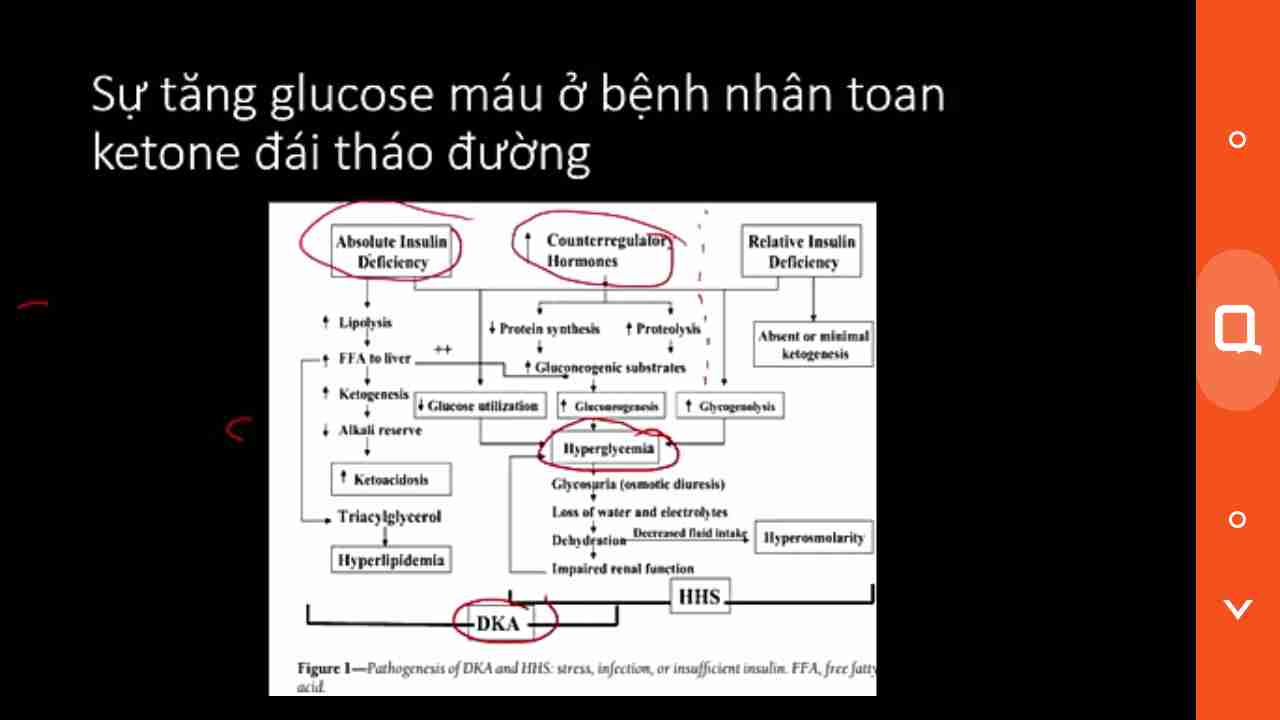 Sự tăng glucose máu ở bệnh nhân toan
ketone đái tháo đường
Absolute Insulin
Deficiency
↑ Counterregulator
Hormones
Relative Insulin
Deficiency
↑ Lipolysis
↓ Protein synthesis
↑ Proteolysis
Absent or minimal
ketogenesis
↑ FFA to liver
++
↑ Gluconeogenic substrates
↑ Ketogenesis
↓ Glucose utilization
↑ Gluconeogenesis
↑ Glycogenolysis
↓ Alkali reserve
Hyperglycemia
↑ Ketoacidosis
Glycosuria (osmotic diuresis)
Loss of water and electrolytes
Triacylglycerol
Dehydration
Decreased fluid intake
Hyperosmolarity
Hyperlipidemia
Impaired renal function
HHS
DKA
Figure 1—Pathogenesis of DKA and HHS: stress, infection, or insufficient insulin. FFA, free fatty
acid.